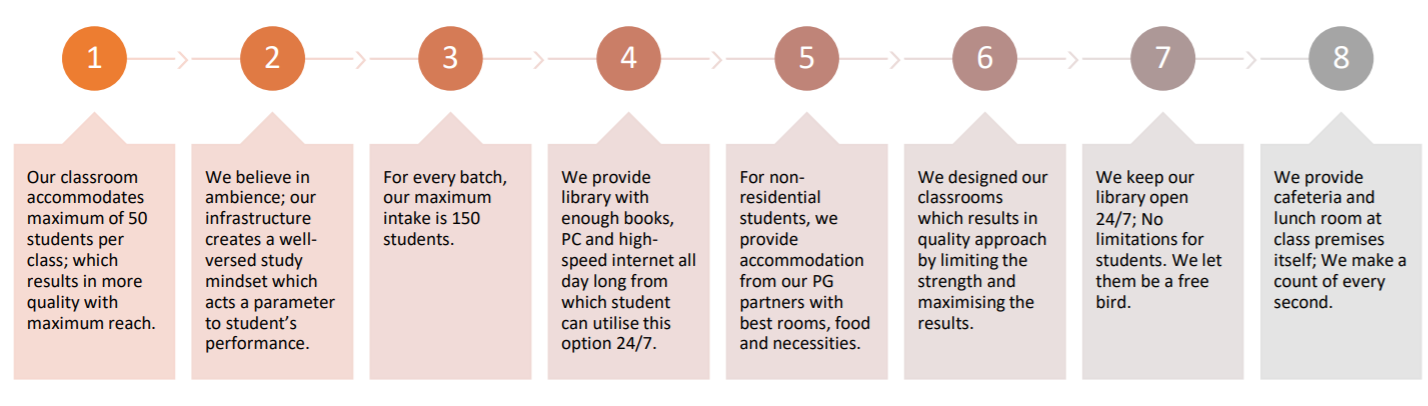 1
2
3
4
5
6
7
8
Our classroom
accommodates
maximum of 50
students per
class; which
results in more
quality with
maximum reach.
We believe in
ambience; our
infrastructure
creates a well-
versed study
mindset which
acts a parameter
to student's
performance.
For every batch,
our maximum
intake is 150
students.
We provide
library with
enough books,
PC and high-
speed internet all
day long from
which student
can utilise this
option 24/7.
For non-
residential
students, we
provide
accommodation
from our PG
partners with
best rooms, food
and necessities.
We designed our
classrooms
which results in
quality approach
by limiting the
strength and
maximising the
results.
We keep our
library open
24/7; No
limitations for
students. We let
them be a free
bird.
We provide
cafeteria and
lunch room at
class premises
itself; We make a
count of every
second.